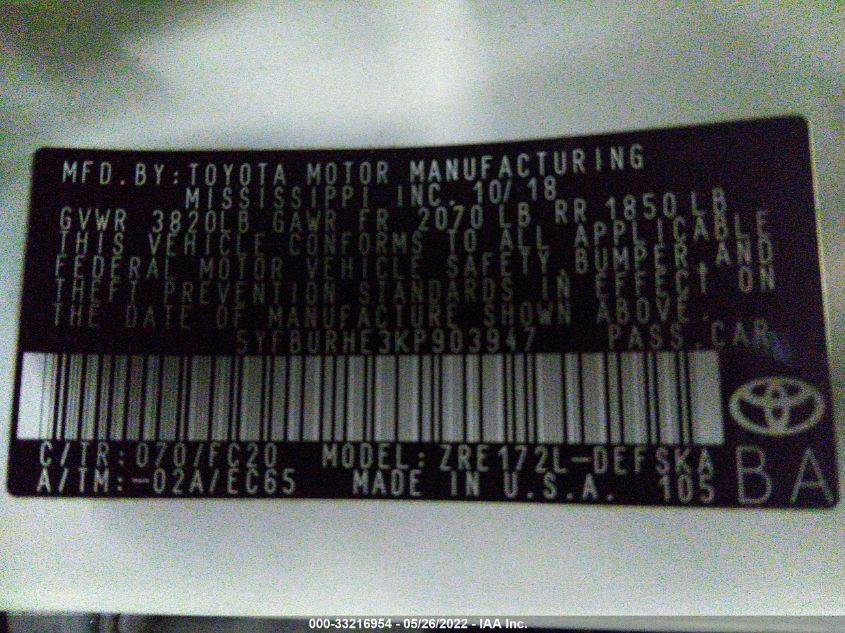 MFD.BY:TOYOTA MOTOR MANUFACTURING
MISSISSIPPI INC. 10/18
GVWR 3820LB GAWR FR 2070 LB RR 1850 LB
THIS VEHICLE CONFORMS TO ALL APPLICABLE
FEDERAL MOTOR VEHICLE SAFETY,BUMPER,AND
THEFT PREVENTION STANDARDS IN EFFECT ON
THE DATE OF MANUFACTURE SHOWN ABOVE.
5YFBURHE3KP903947 PASS.CAR
C/TR:070/FC20 MODEL:ZRE172L-DEFSKA
A/TM:-02A/EC65 MADE IN U.S.A. 105
BA
000-33216954 - 05/26/2022 - IAA Inc.